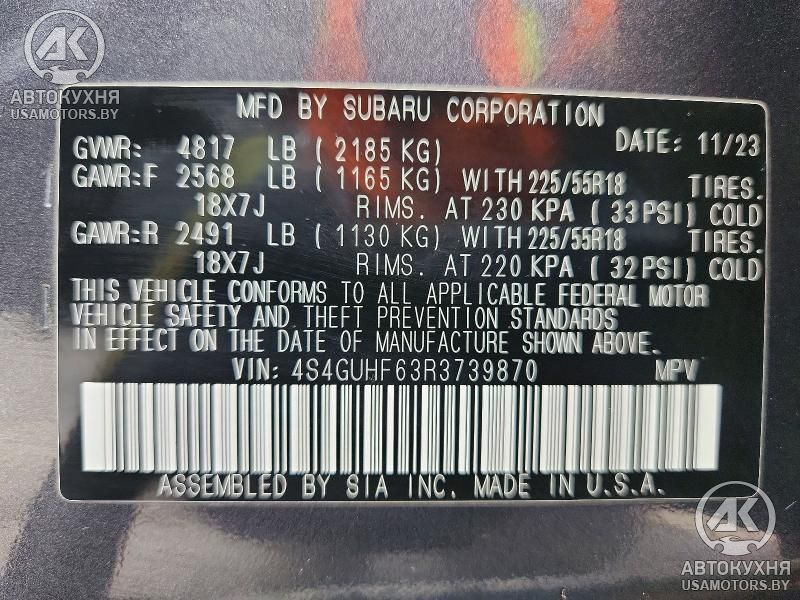 AK
АВТОКУХНЯ
USAMOTORS.BY
MFD BY SUBARU CORPORATION
GWWR: 4817 LB ( 2185 KG) DATE: 11/23
GAWR:F 2568 LB ( 1165 KG) WITH 225/55R18 TIRES.
18X7J RIMS. AT 230 KPA ( 33 PSI) COLD
GAWR:R 2491 LB ( 1130 KG) WITH 225/55R18 TIRES.
18X7J RIMS. AT 220 KPA ( 32 PSI) COLD
THIS VEHICLE CONFORMS TO ALL APPLICABLE FEDERAL MOTOR
VEHICLE SAFETY AND THEFT PREVENTION STANDARDS
IN EFFECT ON THE DATE OF MANUFACTURE SHOWN ABOVE.
VIN: 4S4GUHF63R3739870 MPV
ASSEMBLED BY SIA INC. MADE IN U.S.A.
AK
АВТОКУХНЯ
USAMOTORS.BY